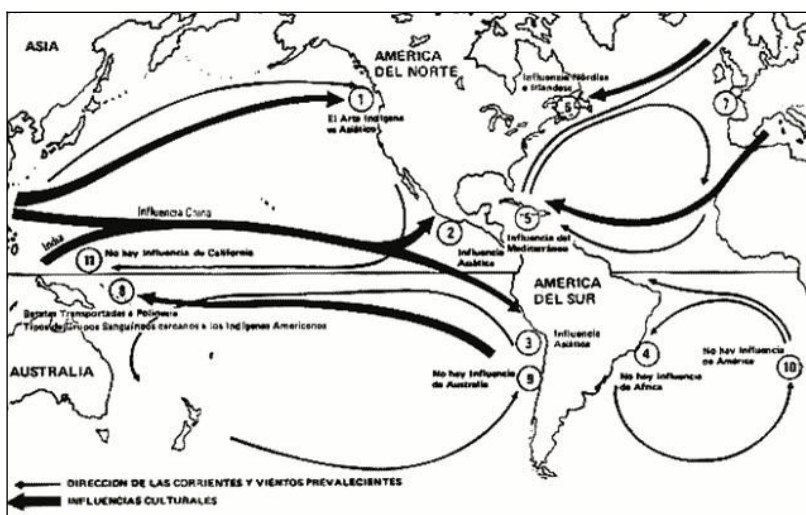 ASIA
AMÉRICA
DEL NORTE
Influencia Nórdica
e Irlandesa
1
6
7
El Arte Indígena
es Asiático
Influencia China
India
5
2
11
No hay Influencia de California
Influencia
Asiática
Influencia del
Mediterráneo
8
Batatas Transportadas a Polinesia
Tipos de Grupos Sanguíneos cercanos a los Indígenas Americanos
AMERICA
DEL SUR
3
Influencia
Asiática
4
No hay Influencia
de América
10
AUSTRALIA
No hay Influencia
de Australia
9
No hay Influencia
de Africa
DIRECCION DE LAS CORRIENTES Y VIENTOS PREVALECIENTES
INFLUENCIAS CULTURALES